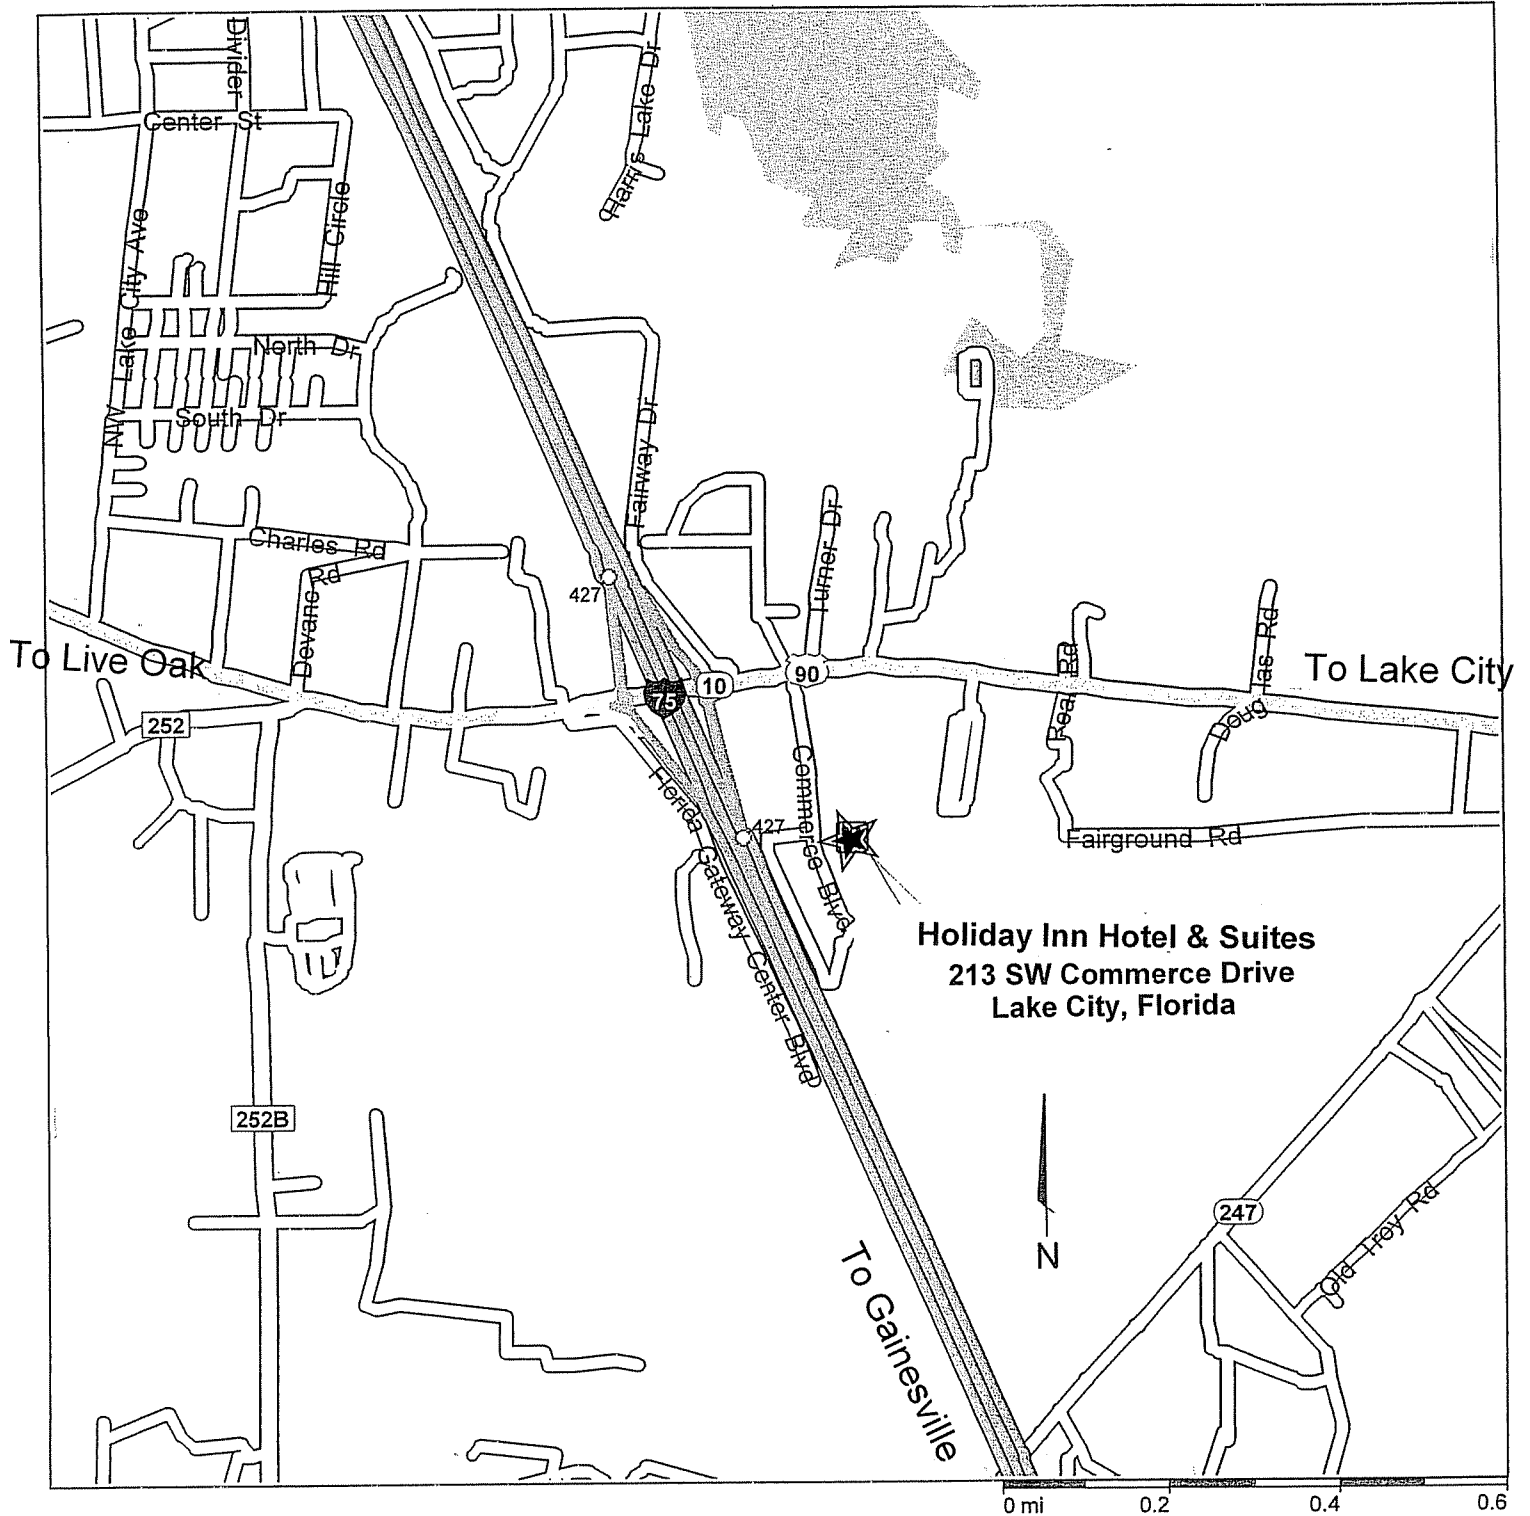 Divider
Center St
Harris Lake Dr
Hill Circle
NW Lake City Ave
North Dr
South Dr
Fairway Dr
Charles Rd
Devane Rd
Turner Dr
427
To Live Oak
To Lake City
75
10
90
252
Real Rd
Douglas Rd
Florida Gateway Center Blvd
427
Commerce Blvd
Fairground Rd
Holiday Inn Hotel & Suites
213 SW Commerce Drive
Lake City, Florida
252B
N
247
Old Troy Rd
To Gainesville
0 mi 0.2 0.4 0.6